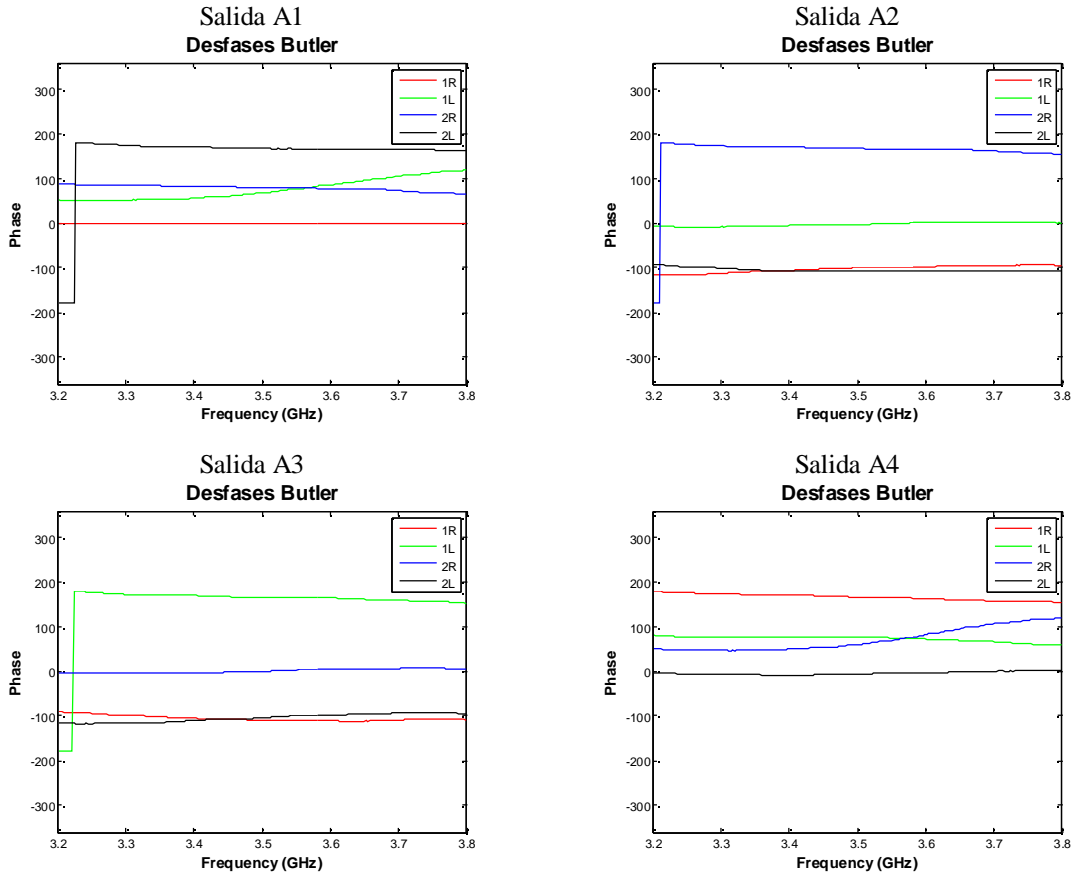 Salida A1
Desfases Butler
300
200
100
0
-100
-200
-300
Phase
3.2 3.3 3.4 3.5 3.6 3.7 3.8
Frequency (GHz)
1R
1L
2R
2L
Salida A2
Desfases Butler
300
200
100
0
-100
-200
-300
Phase
3.2 3.3 3.4 3.5 3.6 3.7 3.8
Frequency (GHz)
1R
1L
2R
2L
Salida A3
Desfases Butler
300
200
100
0
-100
-200
-300
Phase
3.2 3.3 3.4 3.5 3.6 3.7 3.8
Frequency (GHz)
1R
1L
2R
2L
Salida A4
Desfases Butler
300
200
100
0
-100
-200
-300
Phase
3.2 3.3 3.4 3.5 3.6 3.7 3.8
Frequency (GHz)
1R
1L
2R
2L